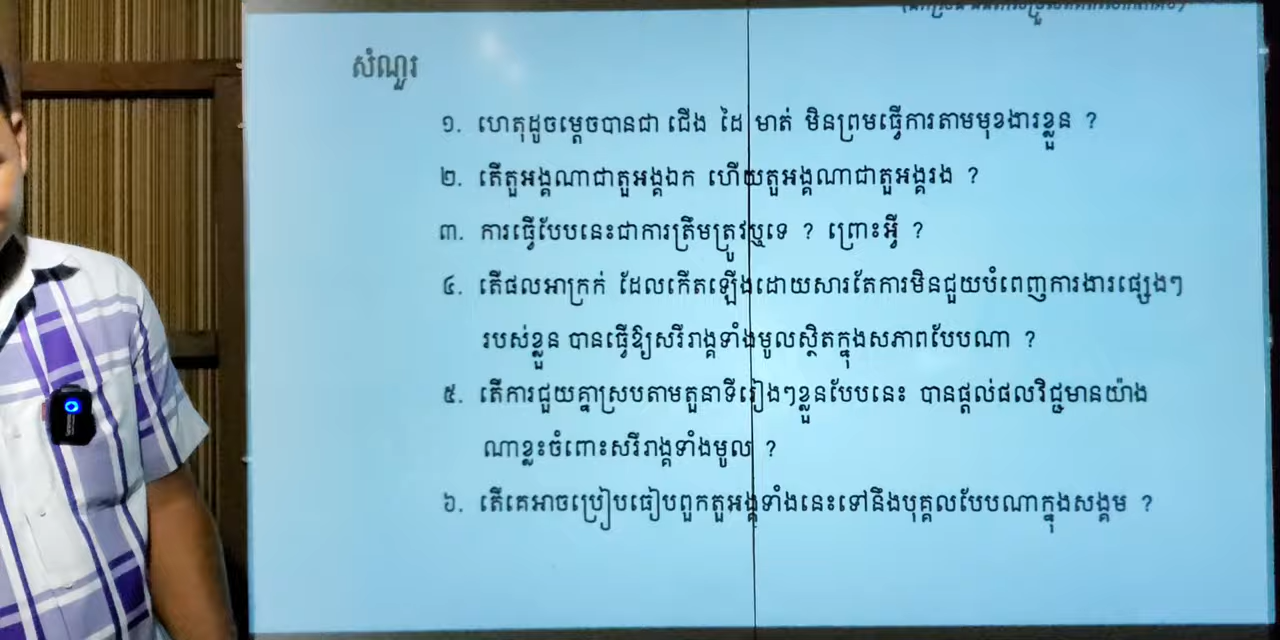 សំណួរ
១. ហេតុដូចម្ដេចបានជា ជើង ដៃ មាត់ មិនព្រមធ្វើការតាមមុខងារខ្លួន ?
២. តើតួអង្គណាជាតួអង្គឯក ហើយតួអង្គណាជាតួអង្គរង ?
៣. ការធ្វើបែបនេះជាការត្រឹមត្រូវឬទេ ? ព្រោះអ្វី ?
៤. តើផលអាក្រក់ ដែលកើតឡើងដោយសារតែការមិនជួយបំពេញការងារផ្សេងៗ
របស់ខ្លួន បានធ្វើឱ្យសរីរាង្គទាំងមូលស្ថិតក្នុងសភាពបែបណា ?
៥. តើការជួយគ្នាស្របតាមតួនាទីរៀងៗខ្លួនបែបនេះ បានផ្ដល់ផលវិជ្ជមានយ៉ាង
ណាខ្លះចំពោះសរីរាង្គទាំងមូល ?
៦. តើគេអាចប្រៀបធៀបពួកតួអង្គទាំងនេះទៅនឹងបុគ្គលបែបណាក្នុងសង្គម ?